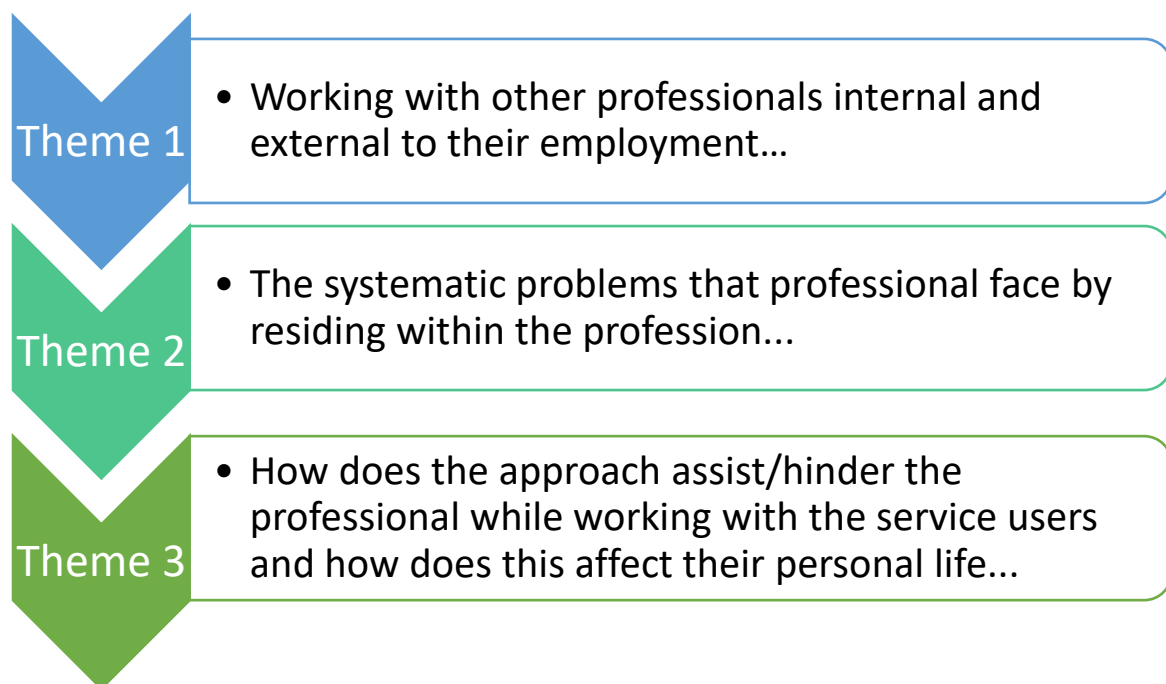 Theme 1
• Working with other professionals internal and
external to their employment…
Theme 2
• The systematic problems that professional face by
residing within the profession...
Theme 3
• How does the approach assist/hinder the
professional while working with the service users
and how does this affect their personal life...